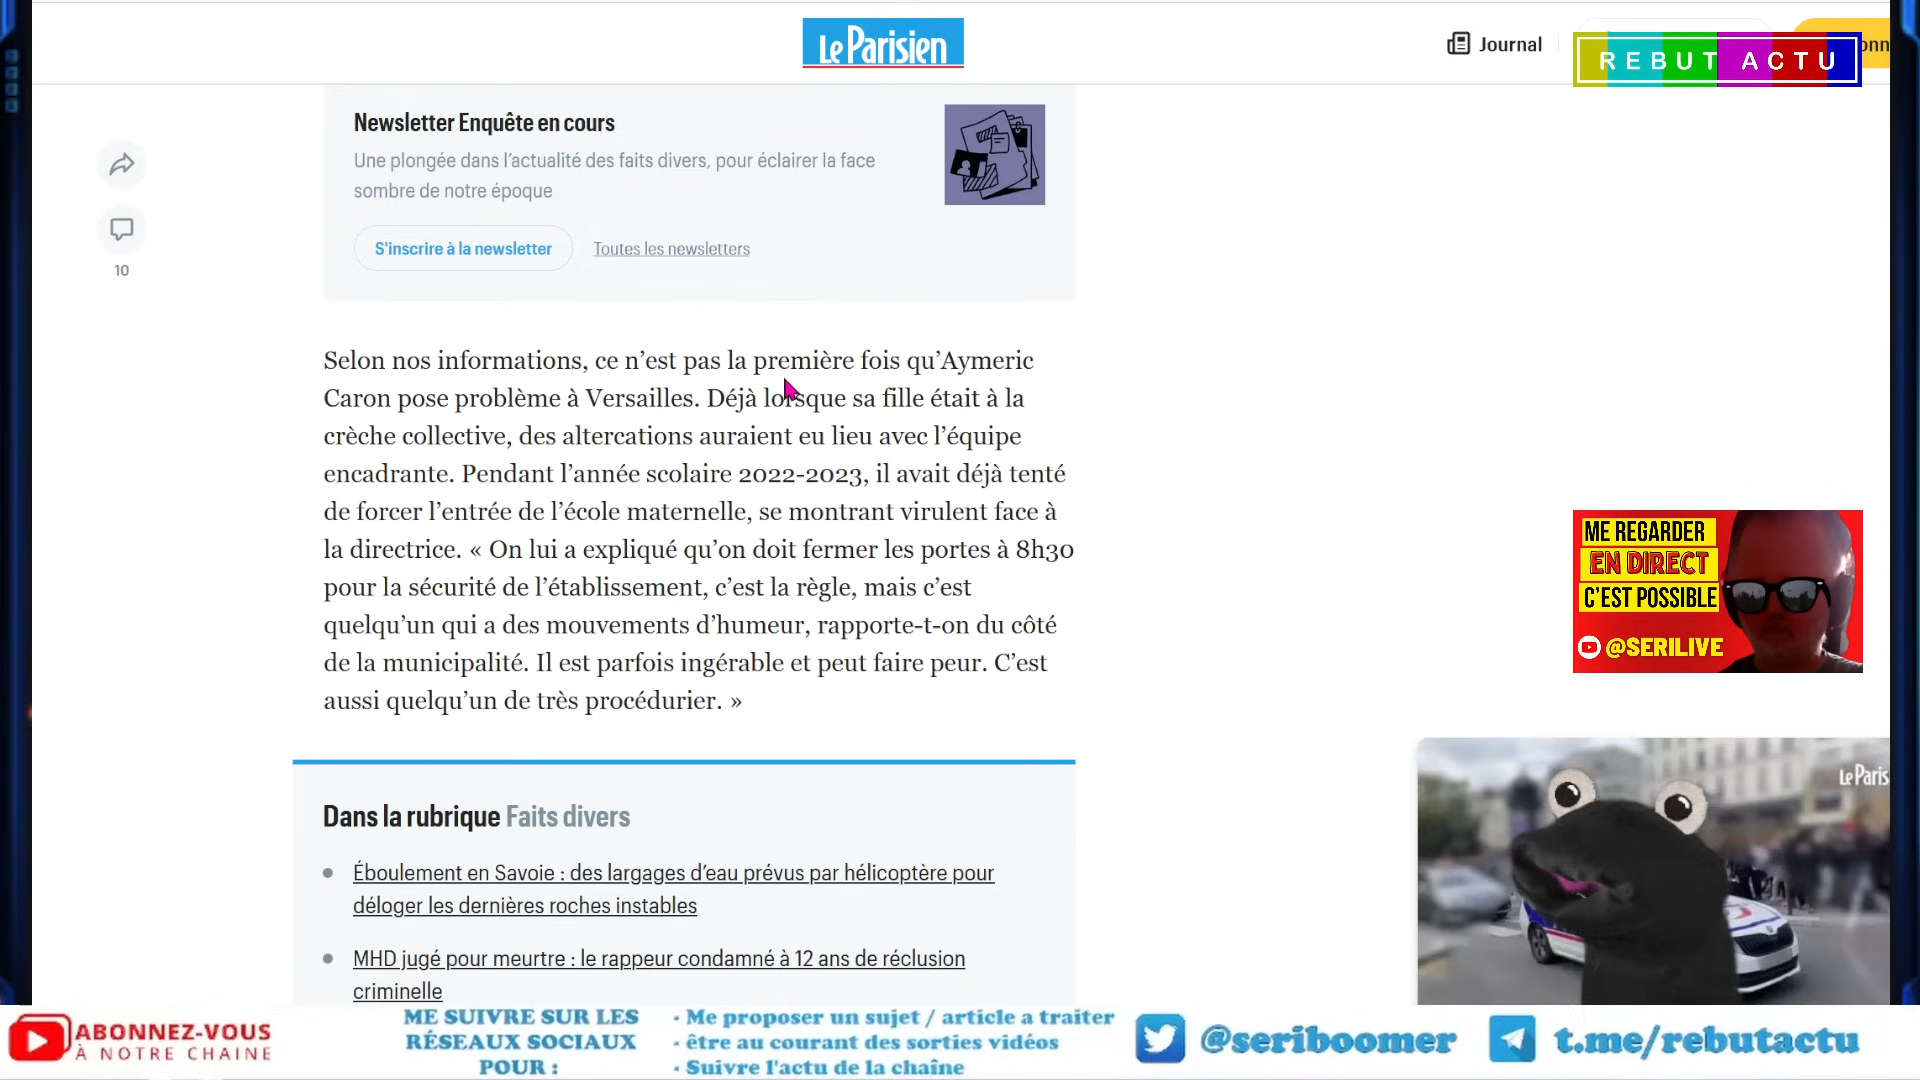 Le Parisien
Journal
onn
REBUT ACTU
Newsletter Enquête en cours
Une plongée dans l’actualité des faits divers, pour éclairer la face
sombre de notre époque
S'inscrire à la newsletter
Toutes les newsletters
10
Selon nos informations, ce n’est pas la première fois qu’Aymeric
Caron pose problème à Versailles. Déjà lorsque sa fille était à la
crèche collective, des altercations auraient eu lieu avec l’équipe
encadrante. Pendant l’année scolaire 2022-2023, il avait déjà tenté
de forcer l’entrée de l’école maternelle, se montrant virulent face à
la directrice. « On lui a expliqué qu’on doit fermer les portes à 8h30
pour la sécurité de l’établissement, c’est la règle, mais c’est
quelqu’un qui a des mouvements d’humeur, rapporte-t-on du côté
de la municipalité. Il est parfois ingérable et peut faire peur. C’est
aussi quelqu’un de très procédurier. »
ME REGARDER
EN DIRECT
C'EST POSSIBLE
@SERILIVE
Le Paris
Dans la rubrique Faits divers
Éboulement en Savoie : des largages d’eau prévus par hélicoptère pour
déloger les dernières roches instables
MHD jugé pour meurtre : le rappeur condamné à 12 ans de réclusion
criminelle
ABONNEZ-VOUS
À NOTRE CHAINE
ME SUIVRE SUR LES
RÉSEAUX SOCIAUX
POUR :
- Me proposer un sujet / article a traiter
- être au courant des sorties vidéos
- Suivre l'actu de la chaîne
@seriboomer
t.me/rebutactu